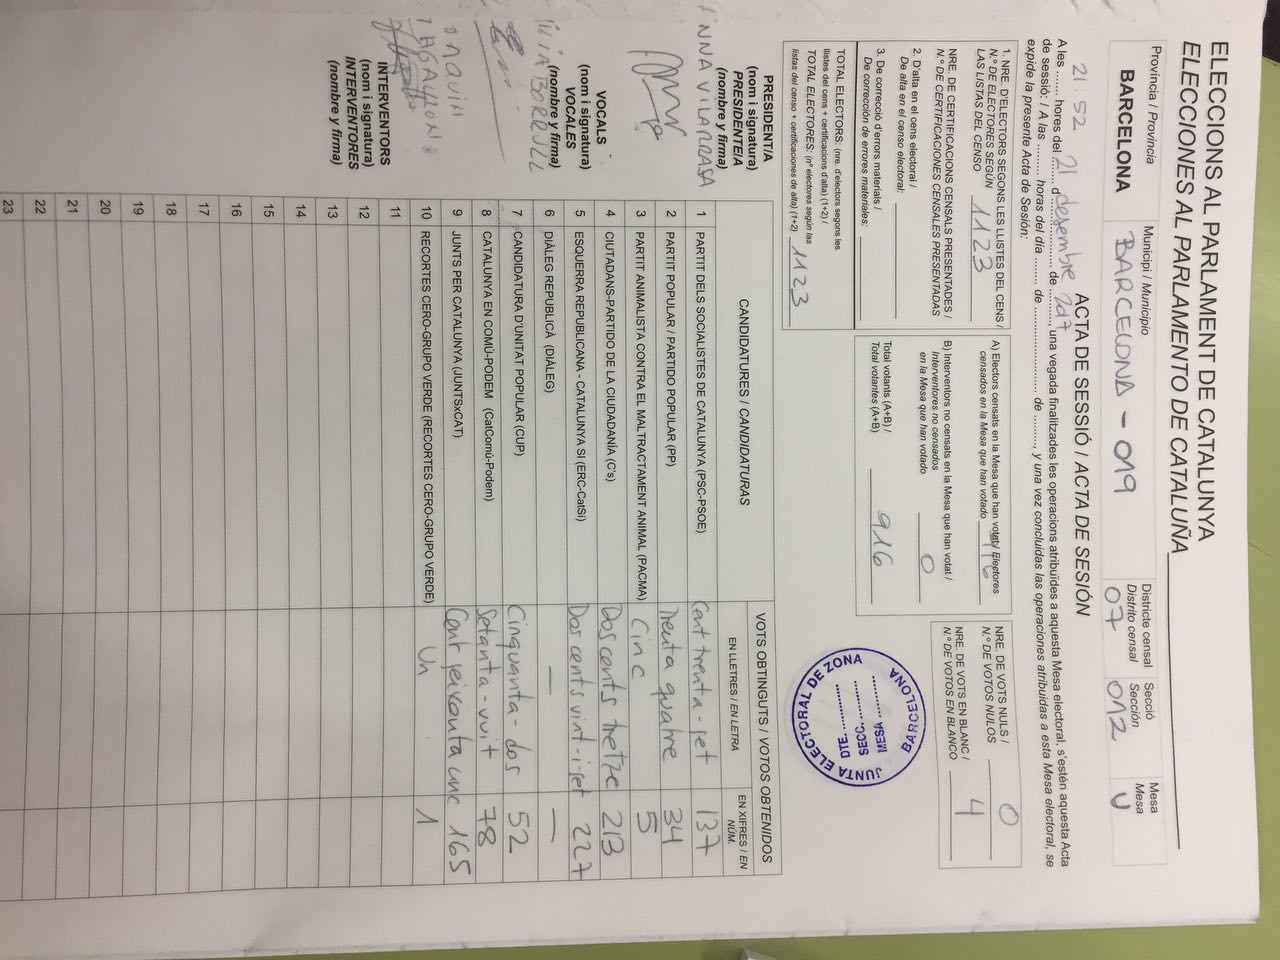 ELECCIONS AL PARLAMENT DE CATALUNYA
ELECCIONES AL PARLAMENTO DE CATALUÑA
Província / Provincia
BARCELONA
Municipi / Municipio
BARCELONA - 019
Districte censal
Distrito censal
07
Secció
Sección
012
Mesa
Mesa
U
ACTA DE SESSIÓ / ACTA DE SESIÓN
A les ........ hores del ........ d........................ de ........, una vegada finalitzades les operacions atribuïdes a aquesta Mesa electoral, s'estén aquesta Acta
21:52 21 desembre 2017
de sessió: / A las ........ horas del día ........ de ........................ de ........, y una vez concluidas las operaciones atribuidas a esta Mesa electoral, se
expide la presente Acta de Sesión:
1. NRE. D'ELECTORS SEGONS LES LLISTES DEL CENS /
N.º DE ELECTORES SEGÚN
LAS LISTAS DEL CENSO 1123
NRE. DE CERTIFICACIONS CENSALS PRESENTADES /
N.º DE CERTIFICACIONES CENSALES PRESENTADAS
2. D'alta en el cens electoral /
De alta en el censo electoral:
3. De correcció d'errors materials /
De corrección de errores materiales:
TOTAL ELECTORS: (nre. d'electors segons les
llistes del cens + certificacions d'alta) (1+2) /
TOTAL ELECTORES: (nº electores según las
listas del censo + certificaciones de alta) (1+2) 1123
A) Electors censats en la Mesa que han votat / Electores
censados en la Mesa que han votado 916
B) Interventors no censats en la Mesa que han votat /
Interventores no censados
en la Mesa que han votado 0
Total votants (A+B) /
Total votantes (A+B) 916
NRE. DE VOTS NULS /
N.º DE VOTOS NULOS 0
NRE. DE VOTS EN BLANC /
N.º DE VOTOS EN BLANCO 4
JUNTA ELECTORAL DE ZONA
BARCELONA
DTE. ........
SECC. ........
MESA ........
PRESIDENT/A
(nom i signatura)
PRESIDENTE/A
(nombre y firma)
ANNA VILARRASA
VOCALS
(nom i signatura)
VOCALES
(nombre y firma)
BORRULL
INTERVENTORS
(nom i signatura)
INTERVENTORES
(nombre y firma)
CANDIDATURES / CANDIDATURAS
VOTS OBTINGUTS / VOTOS OBTENIDOS
EN LLETRES / EN LETRA
EN XIFRES / EN NÚM.
1 PARTIT DELS SOCIALISTES DE CATALUNYA (PSC-PSOE) Cent trenta-set 137
2 PARTIT POPULAR / PARTIDO POPULAR (PP) Trenta quatre 34
3 PARTIT ANIMALISTA CONTRA EL MALTRACTAMENT ANIMAL (PACMA) Cinc 5
4 CIUTADANS-PARTIDO DE LA CIUDADANÍA (C's) Dos cents tretze 213
5 ESQUERRA REPUBLICANA - CATALUNYA SÍ (ERC-CatSí) Dos cents vint-i-set 227
6 DIÀLEG REPUBLICÀ (DIÀLEG) — —
7 CANDIDATURA D'UNITAT POPULAR (CUP) Cinquanta-dos 52
8 CATALUNYA EN COMÚ-PODEM (CatComú-Podem) Setanta-vuit 78
9 JUNTS PER CATALUNYA (JUNTSxCAT) Cent seixanta cinc 165
10 RECORTES CERO-GRUPO VERDE (RECORTES CERO-GRUPO VERDE) Un 1
11
12
13
14
15
16
17
18
19
20
21
22
23